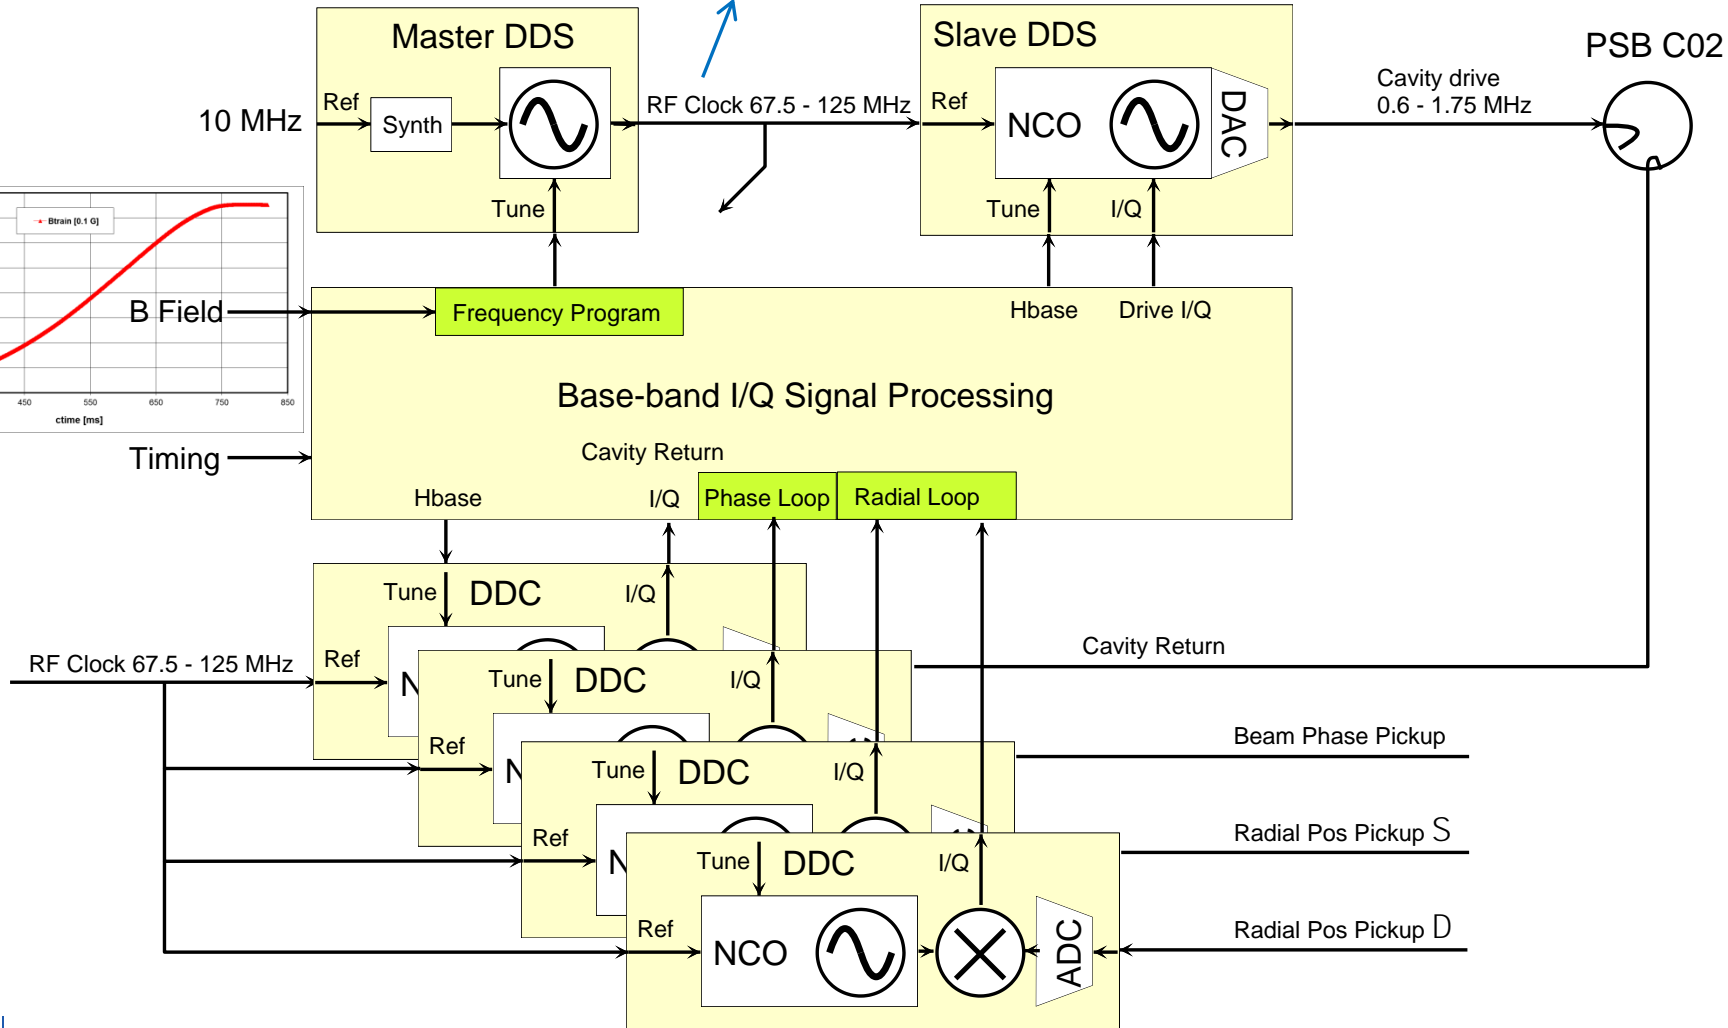 Master DDS
Slave DDS
PSB C02
10 MHz
Ref
Synth
RF Clock 67.5 - 125 MHz
Ref
NCO
DAC
Cavity drive
0.6 - 1.75 MHz
Tune
Tune
I/Q
Btrain [0.1 G]
B Field
Frequency Program
Hbase
Drive I/Q
Base-band I/Q Signal Processing
450
550
650
750
850
ctime [ms]
Timing
Cavity Return
Hbase
I/Q
Phase Loop
Radial Loop
Tune
DDC
I/Q
RF Clock 67.5 - 125 MHz
Ref
Cavity Return
Tune
DDC
I/Q
Ref
Beam Phase Pickup
Tune
DDC
I/Q
Ref
Radial Pos Pickup S
Tune
DDC
I/Q
Ref
NCO
ADC
Radial Pos Pickup D